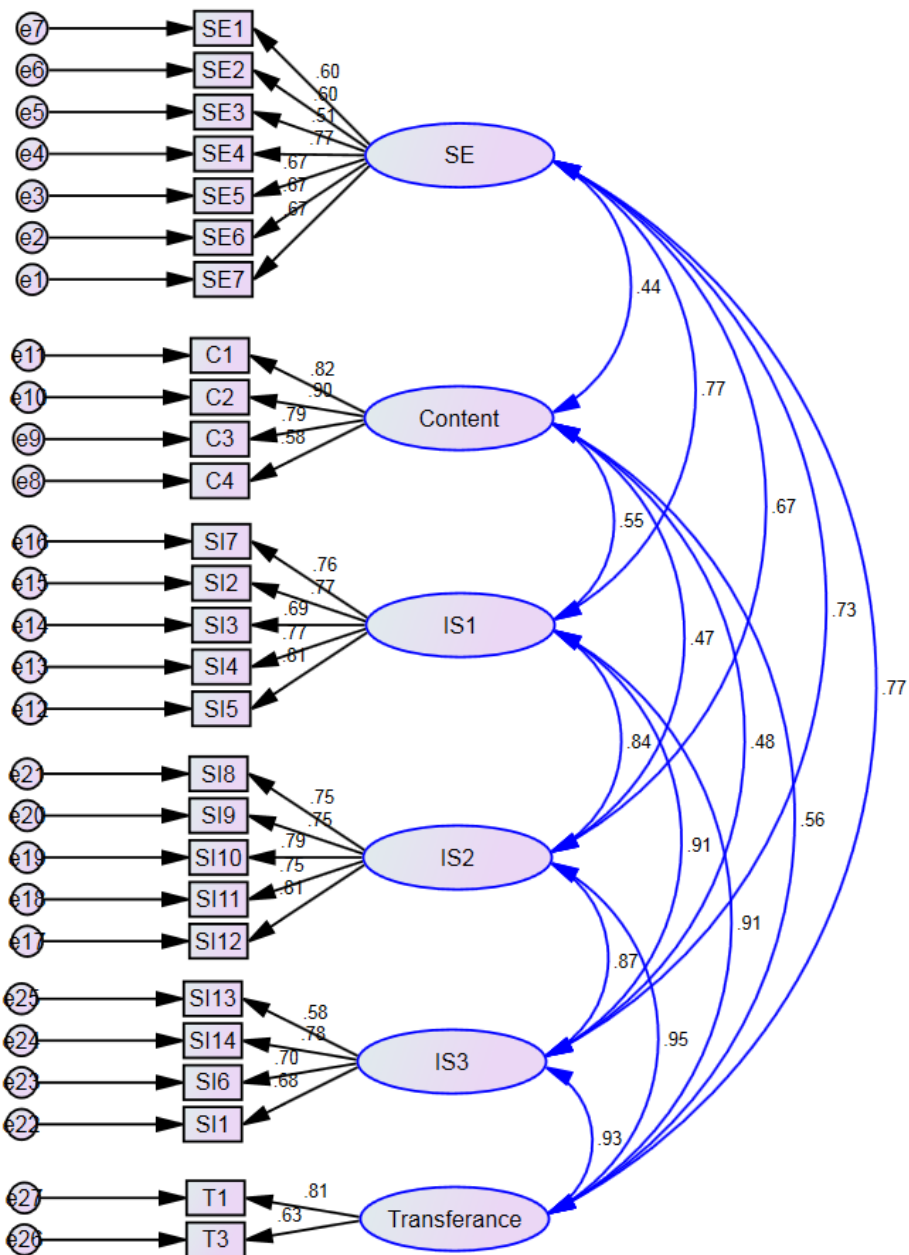 e7 SE1
.60
e6 SE2
.60
e5 SE3
.51
e4 SE4
.77
SE
e3 SE5
.67
e2 SE6
.67
e1 SE7
.67
.44
e11 C1
.82
e10 C2
.90
.77
e9 C3
.79
Content
e8 C4
.58
.67
.55
e16 SI7
.76
e15 SI2
.77
.73
e14 SI3
.69
IS1
.47
e13 SI4
.77
e12 SI5
.81
.77
.84
.48
e21 SI8
.75
e20 SI9
.75
.56
e19 SI10
.79
IS2
.91
e18 SI11
.75
e17 SI12
.81
.91
.87
e25 SI13
.58
e24 SI14
.78
.95
e23 SI6
.70
IS3
e22 SI1
.68
.93
e27 T1
.81
Transferance
e26 T3
.63